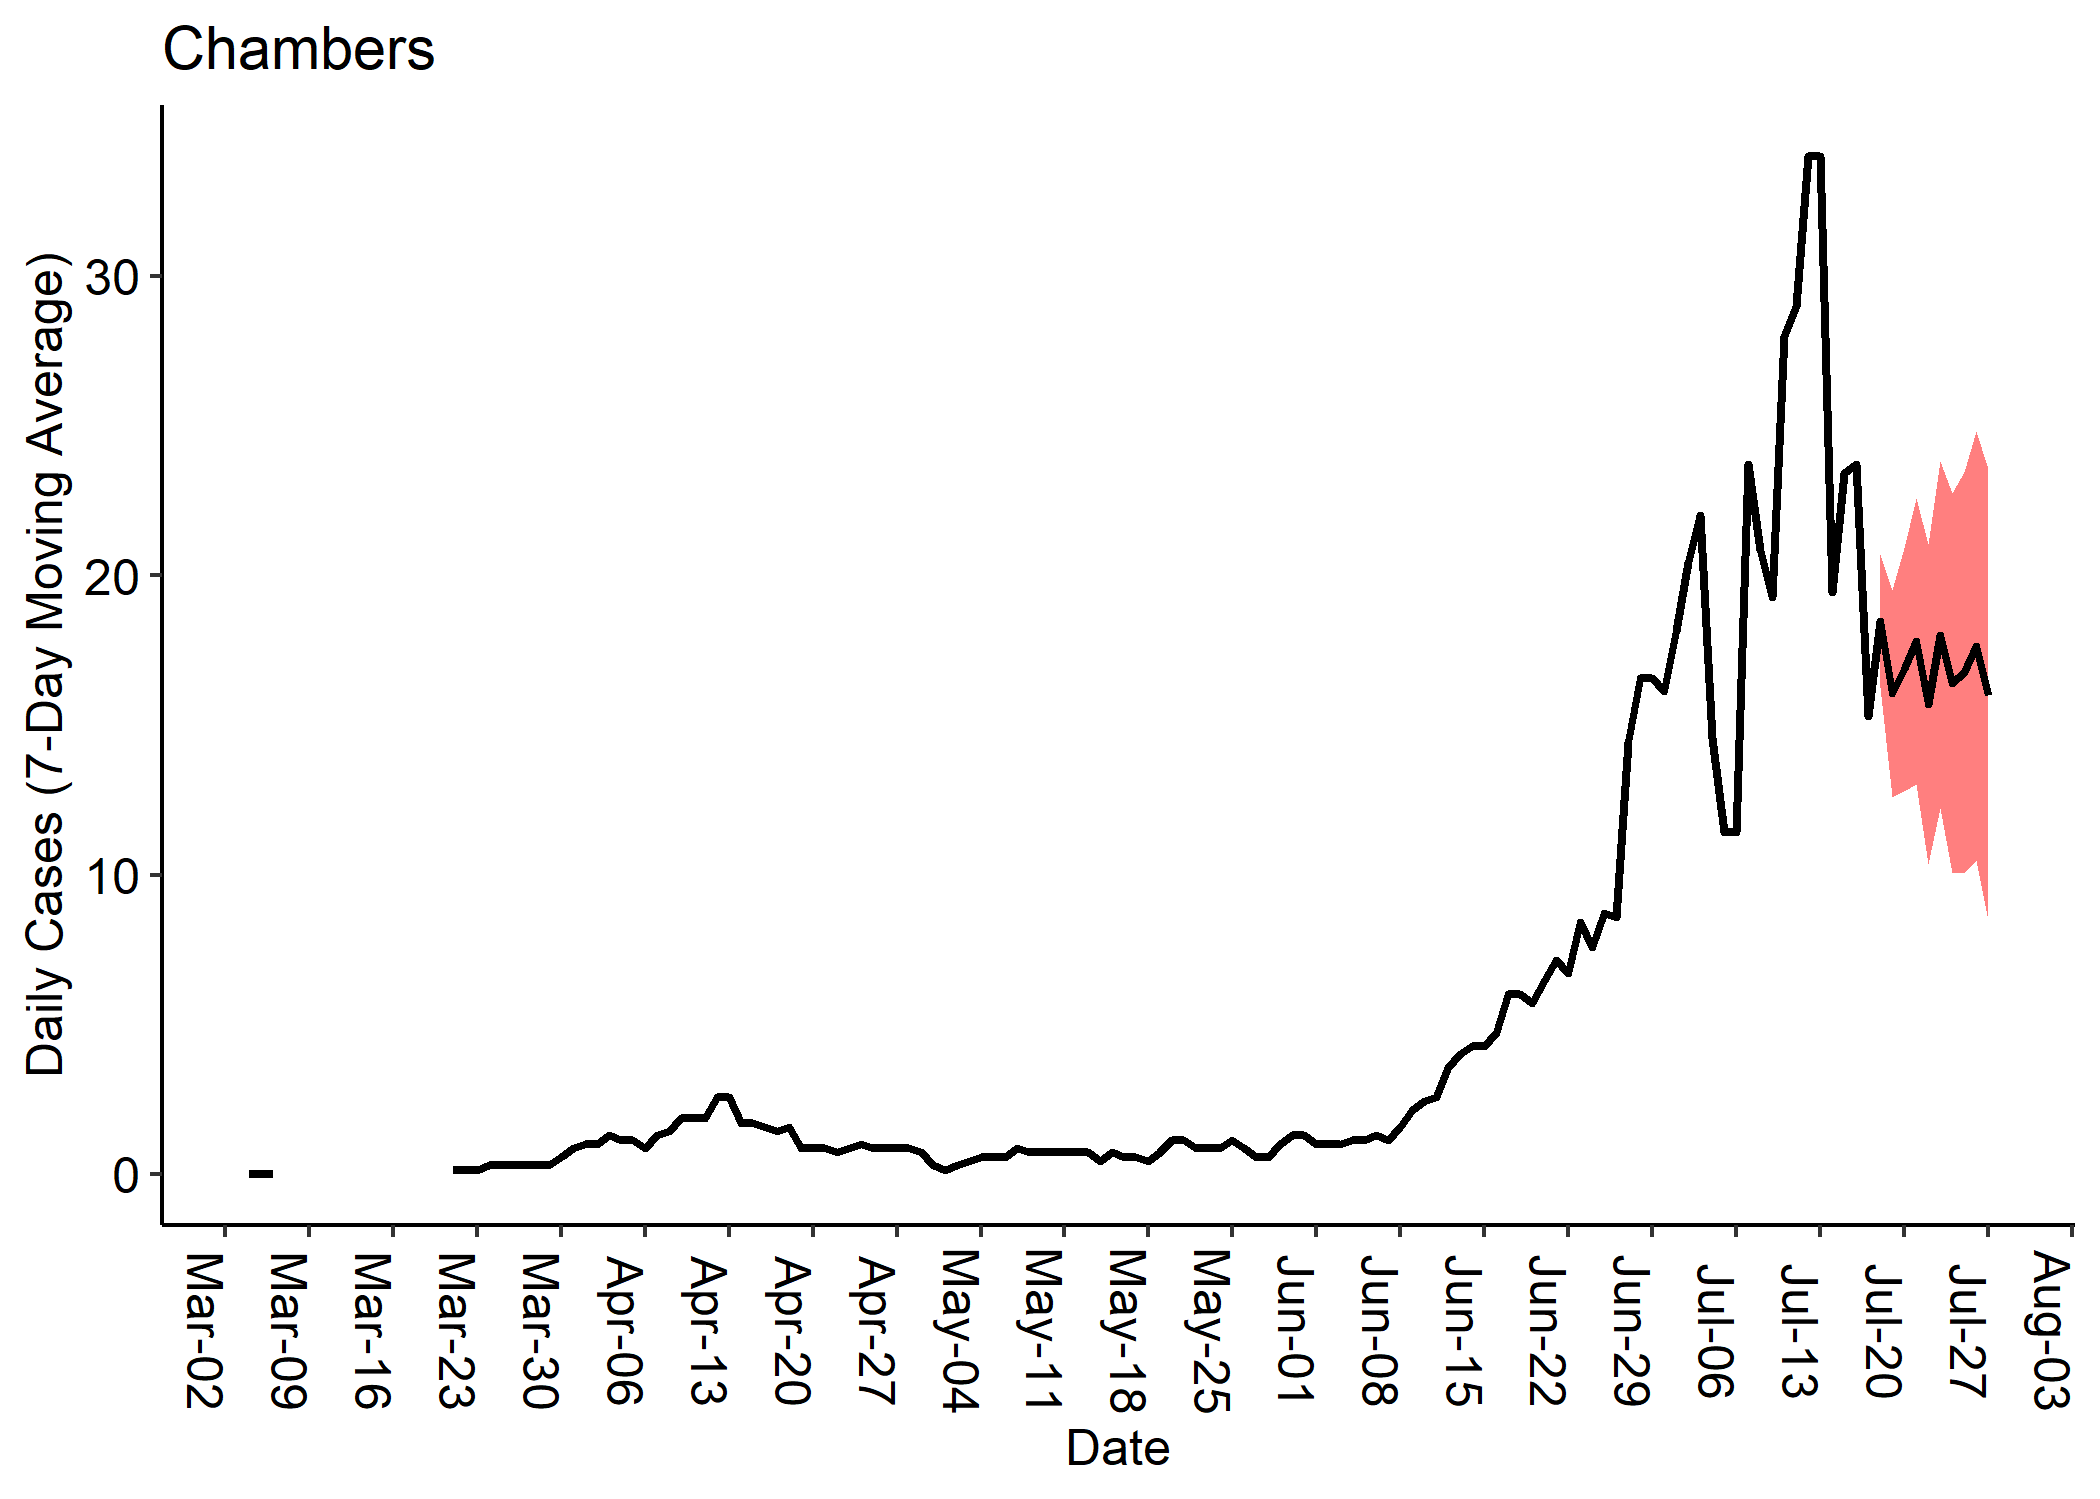 Chambers
Daily Cases (7-Day Moving Average)
30
20
10
0
Mar-02
Mar-09
Mar-16
Mar-23
Mar-30
Apr-06
Apr-13
Apr-20
Apr-27
May-04
May-11
May-18
May-25
Jun-01
Jun-08
Jun-15
Jun-22
Jun-29
Jul-06
Jul-13
Jul-20
Jul-27
Aug-03
Date